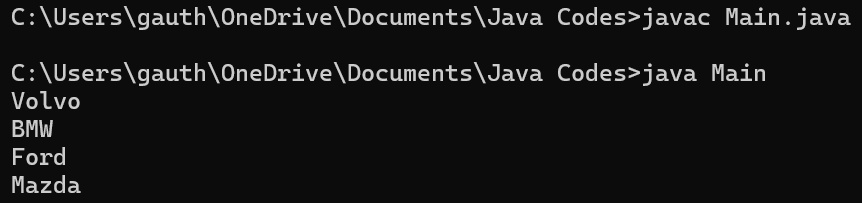 C:\Users\gauth\OneDrive\Documents\Java Codes>javac Main.java
C:\Users\gauth\OneDrive\Documents\Java Codes>java Main
Volvo
BMW
Ford
Mazda